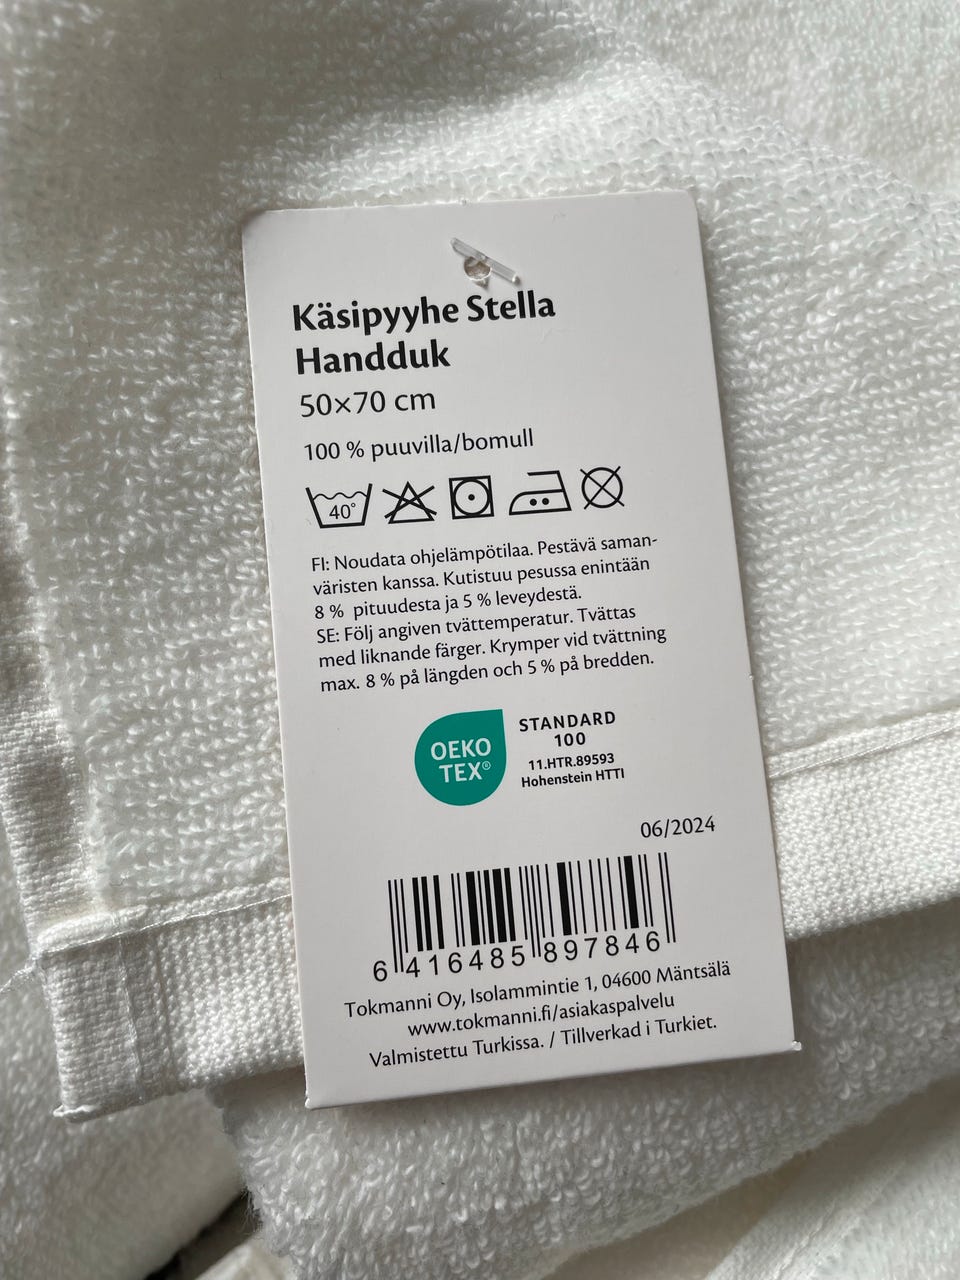 Käsipyyhe Stella
Handduk
50×70 cm
100 % puuvilla/bomull
40°
FI: Noudata ohjelämpötilaa. Pestävä saman-
väristen kanssa. Kutistuu pesussa enintään
8 % pituudesta ja 5 % leveydestä.
SE: Följ angiven tvättemperatur. Tvättas
med liknande färger. Krymper vid tvättning
max. 8 % på längden och 5 % på bredden.
OEKO
TEX®
STANDARD
100
11.HTR.89593
Hohenstein HTTI
06/2024
6 416485 897846
Tokmanni Oy, Isolammintie 1, 04600 Mäntsälä
www.tokmanni.fi/asiakaspalvelu
Valmistettu Turkissa. / Tillverkad i Turkiet.